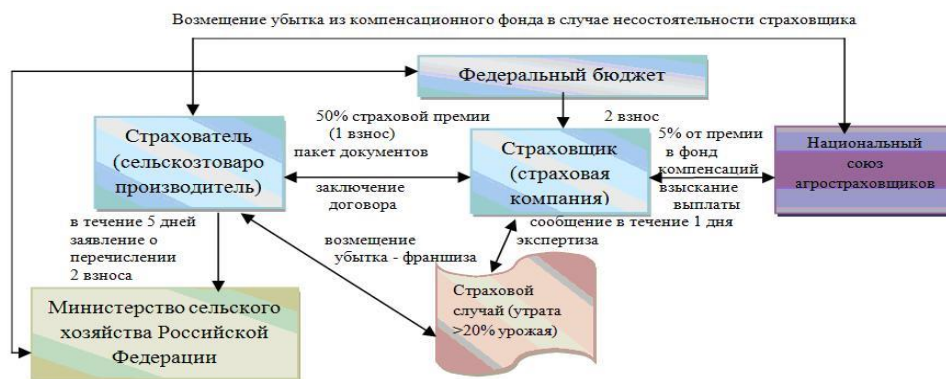 Возмещение убытка из компенсационного фонда в случае несостоятельности страховщика
Федеральный бюджет
50% страховой премии
(1 взнос)
пакет документов
2 взнос
5% от премии
в фонд
компенсаций
взыскание
выплаты
Страхователь
(сельскозтоваро
производитель)
Страховщик
(страховая
компания)
Национальный
союз
агростраховщиков
заключение
договора
в течение 5 дней
заявление о
перечислении
2 взноса
возмещение
убытка - франшиза
сообщение в течение 1 дня
экспертиза
Министерство сельского
хозяйства Российской
Федерации
Страховой
случай (утрата
>20% урожая)